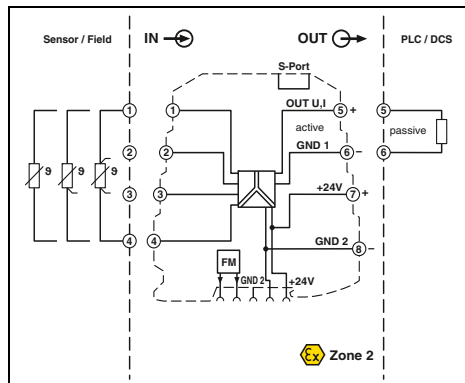 Sensor / Field
IN
OUT
PLC / DCS
S-Port
1
1
OUT U,I
5
+
5
ϑ
ϑ
ϑ
active
passive
2
2
GND 1
6
–
6
3
3
+24V
7
+
4
4
GND 2
8
–
FM
GND 2
+24V
Ex
Zone 2